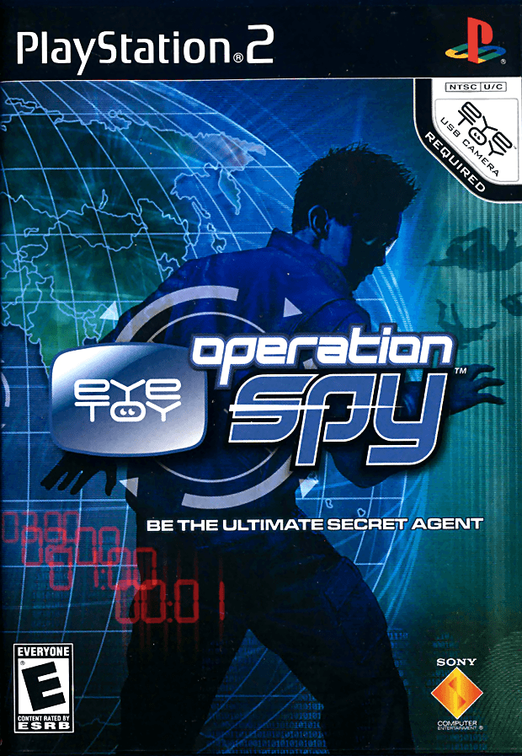 PlayStation®2
NTSC U/C
EYE TOY™
USB CAMERA
REQUIRED
EYE
TOY
operation
spy™
BE THE ULTIMATE SECRET AGENT
00:01
EVERYONE
E
CONTENT RATED BY
ESRB
SONY
COMPUTER
ENTERTAINMENT®